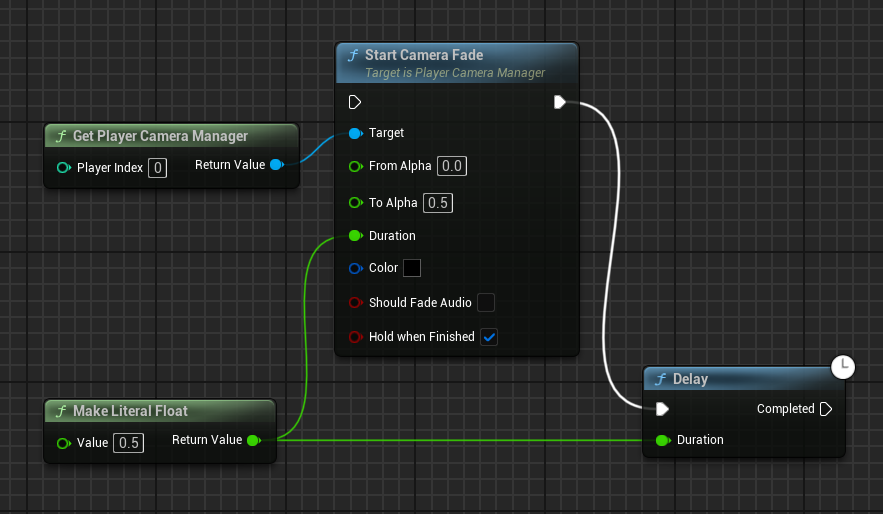 f Start Camera Fade
Target is Player Camera Manager
f Get Player Camera Manager
Player Index 0 Return Value
Target
From Alpha 0.0
To Alpha 0.5
Duration
Color
Should Fade Audio
Hold when Finished
f Delay
Completed
Duration
f Make Literal Float
Value 0.5 Return Value